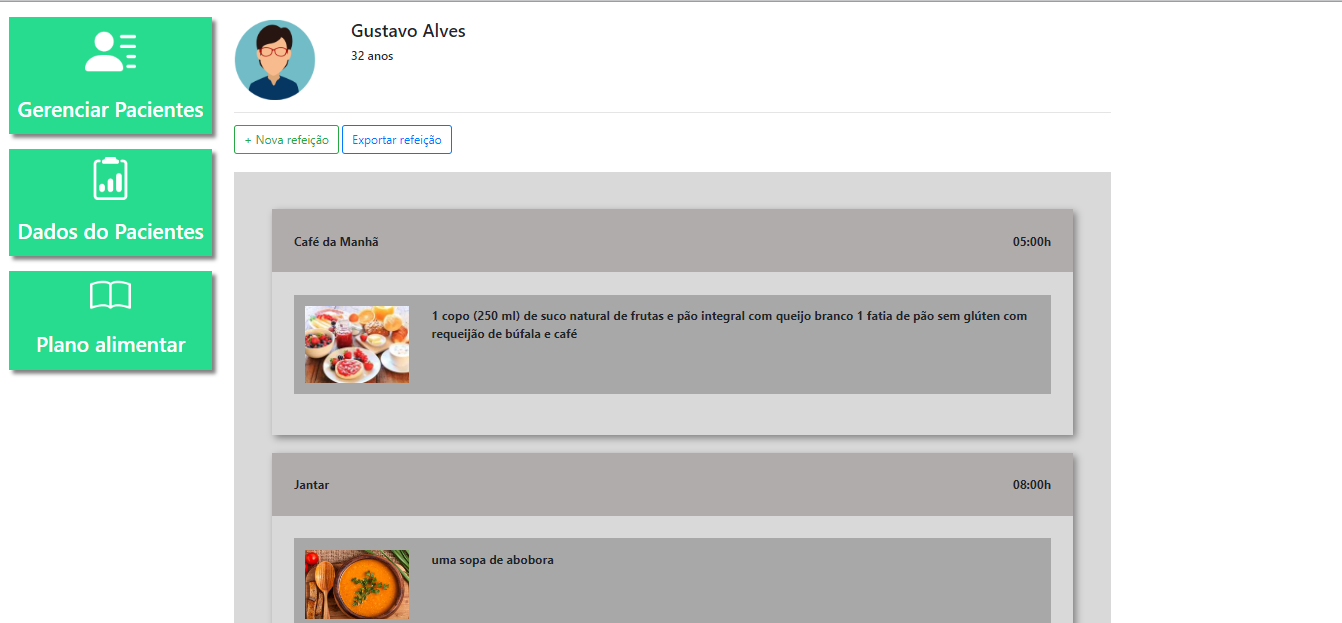 Gerenciar Pacientes
Dados do Pacientes
Plano alimentar
Gustavo Alves
32 anos
+ Nova refeição
Exportar refeição
Café da Manhã
05:00h
1 copo (250 ml) de suco natural de frutas e pão integral com queijo branco 1 fatia de pão sem glúten com
requeijão de búfala e café
Jantar
08:00h
uma sopa de abobora